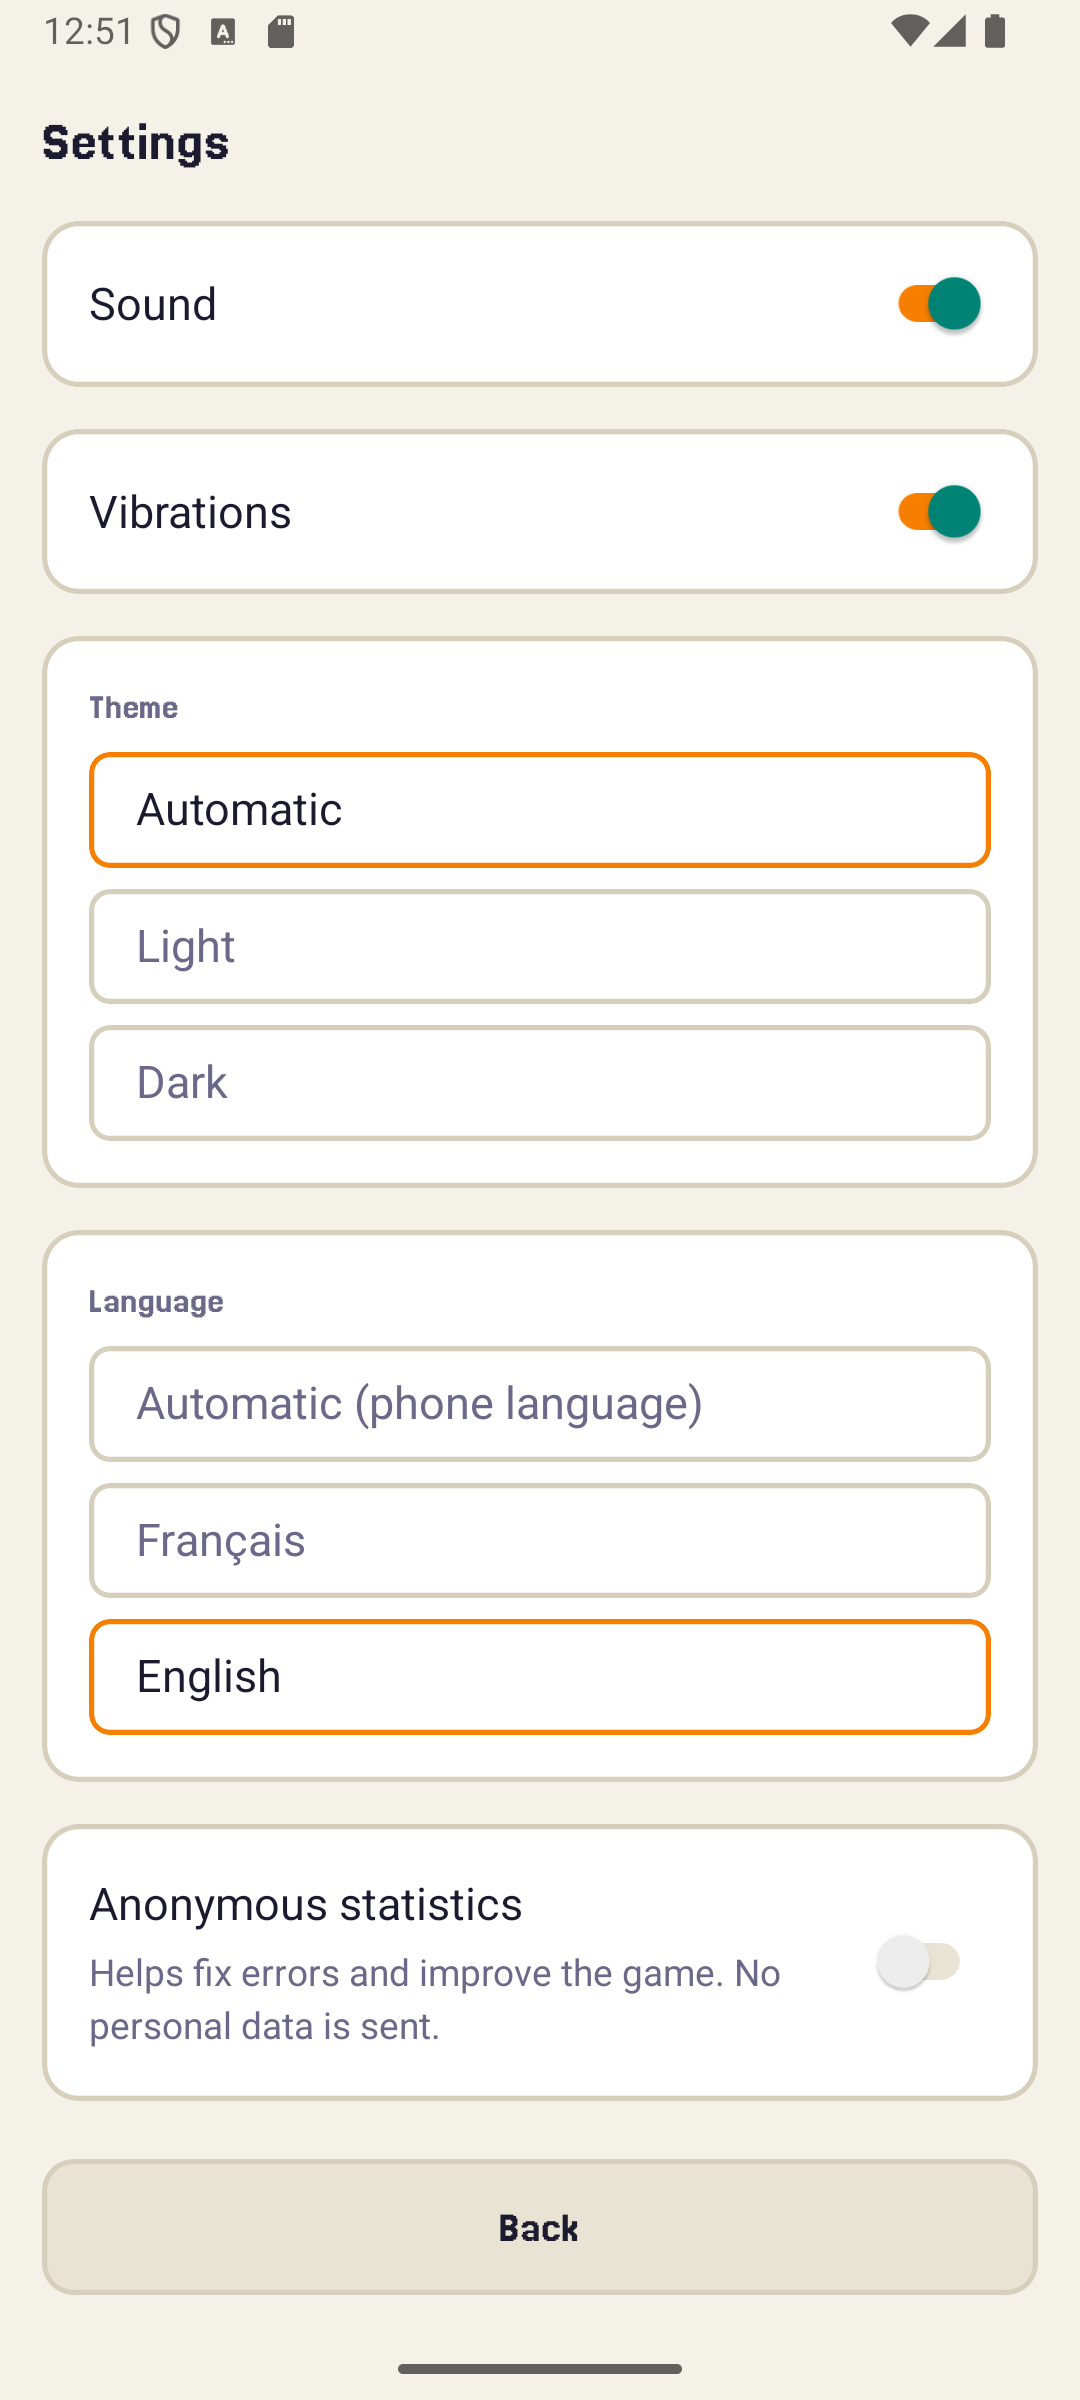 12:51
Settings
Sound
Vibrations
Theme
Automatic
Light
Dark
Language
Automatic (phone language)
Français
English
Anonymous statistics
Helps fix errors and improve the game. No
personal data is sent.
Back